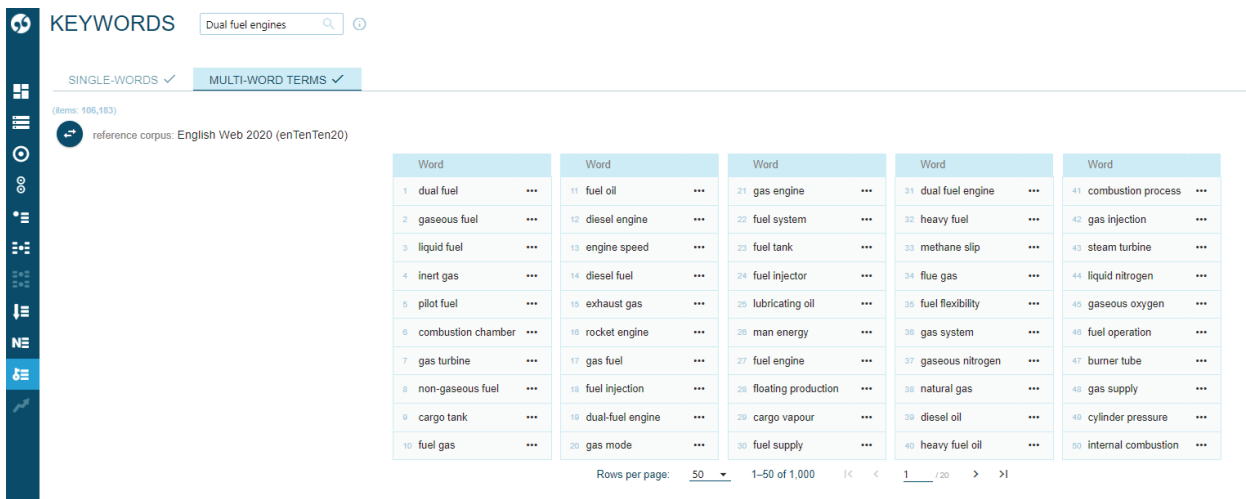 KEYWORDS Dual fuel engines
SINGLE-WORDS MULTI-WORD TERMS
(items: 106,183)
reference corpus: English Web 2020 (enTenTen20)
Word Word Word Word Word
1 dual fuel ••• 11 fuel oil ••• 21 gas engine ••• 31 dual fuel engine ••• 41 combustion process •••
2 gaseous fuel ••• 12 diesel engine ••• 22 fuel system ••• 32 heavy fuel ••• 42 gas injection •••
3 liquid fuel ••• 13 engine speed ••• 23 fuel tank ••• 33 methane slip ••• 43 steam turbine •••
4 inert gas ••• 14 diesel fuel ••• 24 fuel injector ••• 34 flue gas ••• 44 liquid nitrogen •••
5 pilot fuel ••• 15 exhaust gas ••• 25 lubricating oil ••• 35 fuel flexibility ••• 45 gaseous oxygen •••
6 combustion chamber ••• 16 rocket engine ••• 26 man energy ••• 36 gas system ••• 46 fuel operation •••
7 gas turbine ••• 17 gas fuel ••• 27 fuel engine ••• 37 gaseous nitrogen ••• 47 burner tube •••
8 non-gaseous fuel ••• 18 fuel injection ••• 28 floating production ••• 38 natural gas ••• 48 gas supply •••
9 cargo tank ••• 19 dual-fuel engine ••• 29 cargo vapour ••• 39 diesel oil ••• 49 cylinder pressure •••
10 fuel gas ••• 20 gas mode ••• 30 fuel supply ••• 40 heavy fuel oil ••• 50 internal combustion •••
Rows per page: 50 1–50 of 1,000 1 / 20